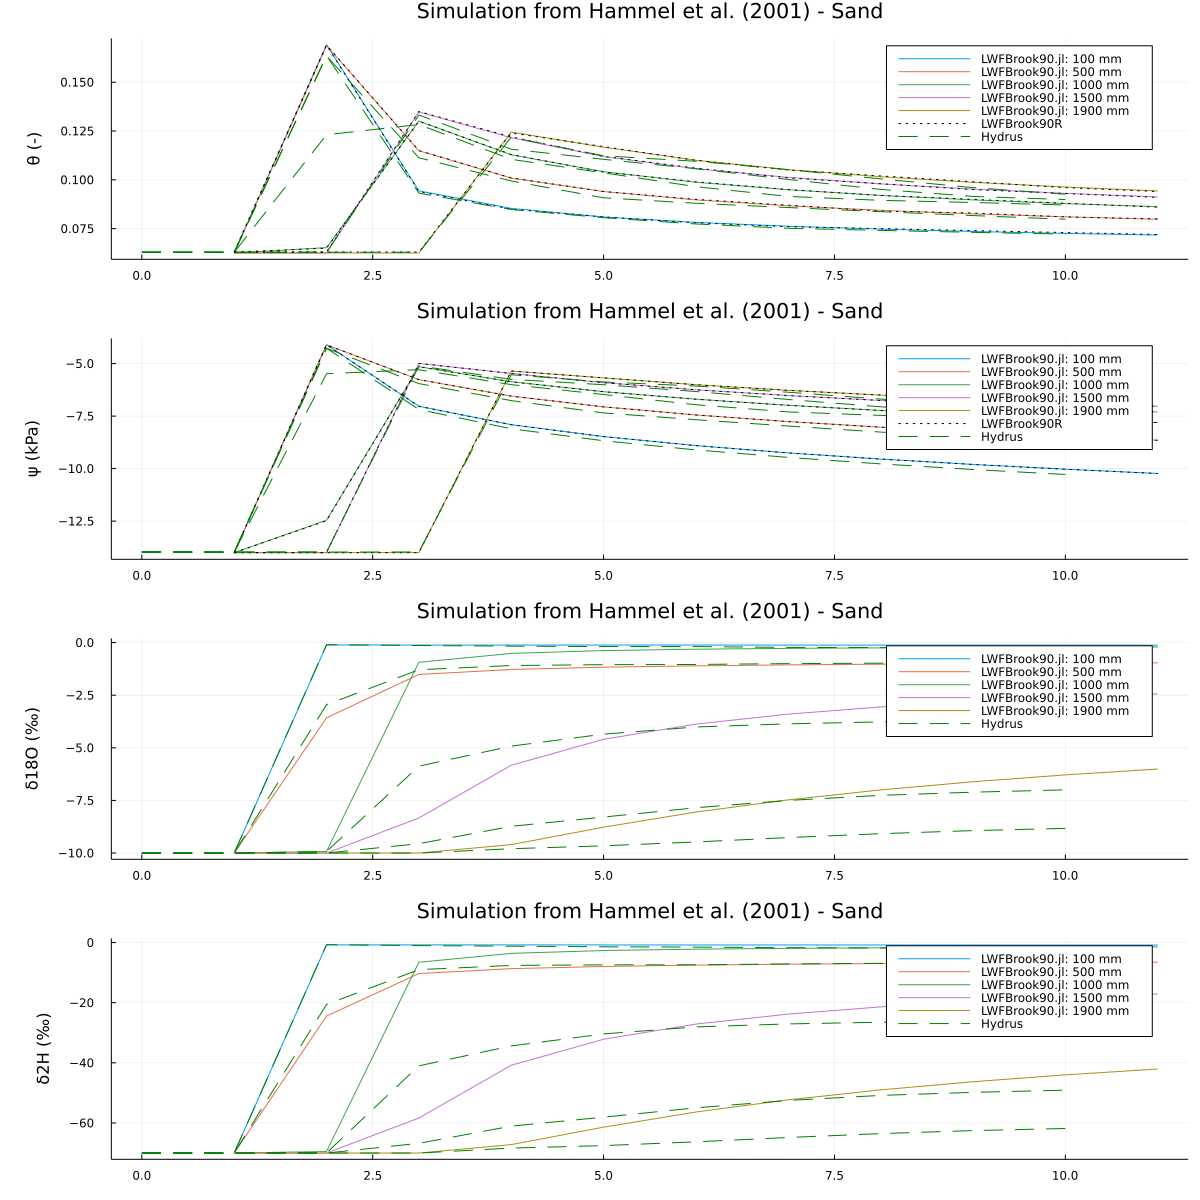 Simulation from Hammel et al. (2001) - Sand
θ (-)
0.150
0.125
0.100
0.075
0.0 2.5 5.0 7.5 10.0
LWFBrook90.jl: 100 mm
LWFBrook90.jl: 500 mm
LWFBrook90.jl: 1000 mm
LWFBrook90.jl: 1500 mm
LWFBrook90.jl: 1900 mm
LWFBrook90R
Hydrus
Simulation from Hammel et al. (2001) - Sand
ψ (kPa)
−5.0
−7.5
−10.0
−12.5
0.0 2.5 5.0 7.5 10.0
LWFBrook90.jl: 100 mm
LWFBrook90.jl: 500 mm
LWFBrook90.jl: 1000 mm
LWFBrook90.jl: 1500 mm
LWFBrook90.jl: 1900 mm
LWFBrook90R
Hydrus
Simulation from Hammel et al. (2001) - Sand
δ18O (‰)
0.0
−2.5
−5.0
−7.5
−10.0
0.0 2.5 5.0 7.5 10.0
LWFBrook90.jl: 100 mm
LWFBrook90.jl: 500 mm
LWFBrook90.jl: 1000 mm
LWFBrook90.jl: 1500 mm
LWFBrook90.jl: 1900 mm
Hydrus
Simulation from Hammel et al. (2001) - Sand
δ2H (‰)
0
−20
−40
−60
0.0 2.5 5.0 7.5 10.0
LWFBrook90.jl: 100 mm
LWFBrook90.jl: 500 mm
LWFBrook90.jl: 1000 mm
LWFBrook90.jl: 1500 mm
LWFBrook90.jl: 1900 mm
Hydrus